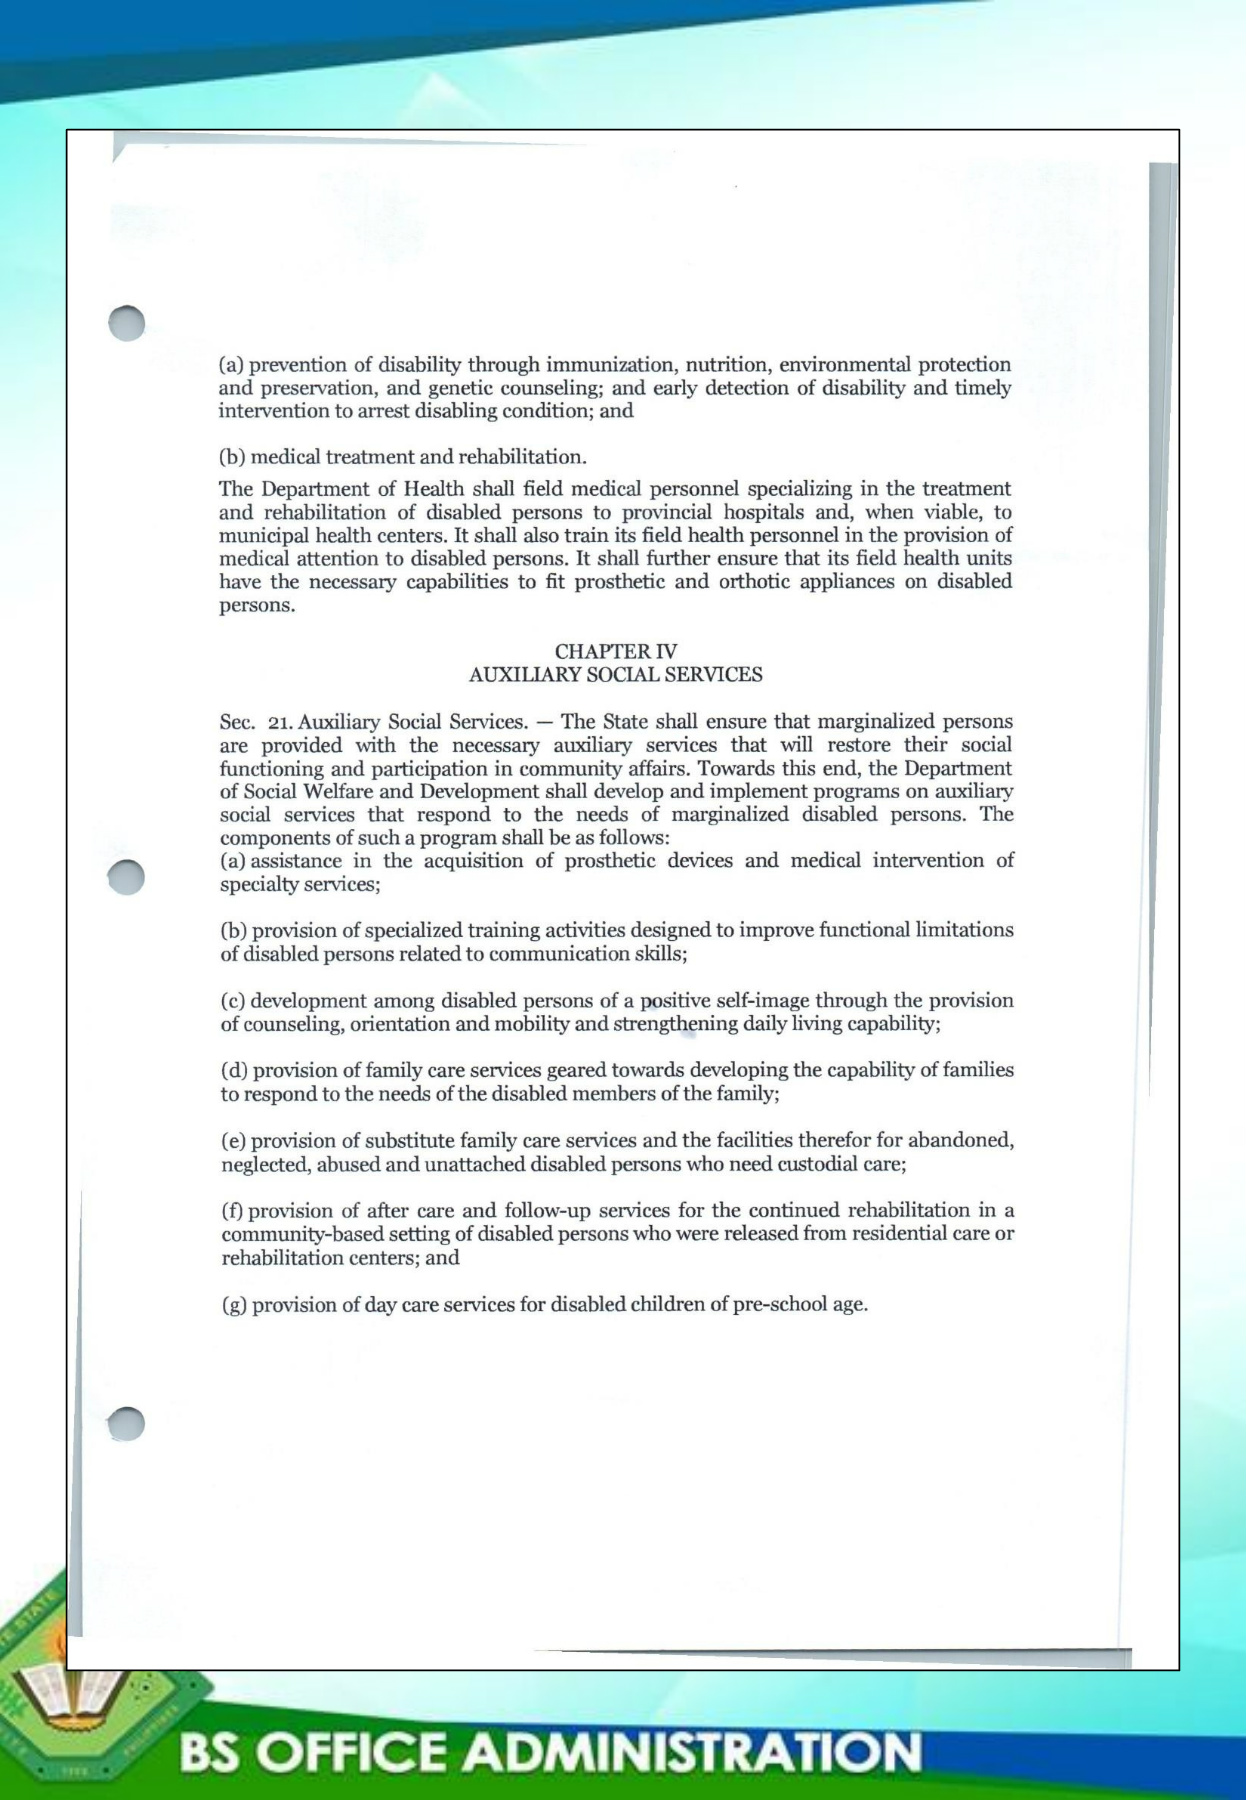 (a) prevention of disability through immunization, nutrition, environmental protection
and preservation, and genetic counseling; and early detection of disability and timely
intervention to arrest disabling condition; and
(b) medical treatment and rehabilitation.
The Department of Health shall field medical personnel specializing in the treatment
and rehabilitation of disabled persons to provincial hospitals and, when viable, to
municipal health centers. It shall also train its field health personnel in the provision of
medical attention to disabled persons. It shall further ensure that its field health units
have the necessary capabilities to fit prosthetic and orthotic appliances on disabled
persons.
CHAPTER IV
AUXILIARY SOCIAL SERVICES
Sec. 21. Auxiliary Social Services. — The State shall ensure that marginalized persons
are provided with the necessary auxiliary services that will restore their social
functioning and participation in community affairs. Towards this end, the Department
of Social Welfare and Development shall develop and implement programs on auxiliary
social services that respond to the needs of marginalized disabled persons. The
components of such a program shall be as follows:
(a) assistance in the acquisition of prosthetic devices and medical intervention of
specialty services;
(b) provision of specialized training activities designed to improve functional limitations
of disabled persons related to communication skills;
(c) development among disabled persons of a positive self-image through the provision
of counseling, orientation and mobility and strengthening daily living capability;
(d) provision of family care services geared towards developing the capability of families
to respond to the needs of the disabled members of the family;
(e) provision of substitute family care services and the facilities therefor for abandoned,
neglected, abused and unattached disabled persons who need custodial care;
(f) provision of after care and follow-up services for the continued rehabilitation in a
community-based setting of disabled persons who were released from residential care or
rehabilitation centers; and
(g) provision of day care services for disabled children of pre-school age.
STATE
PHILIPPINES
BS OFFICE ADMINISTRATION